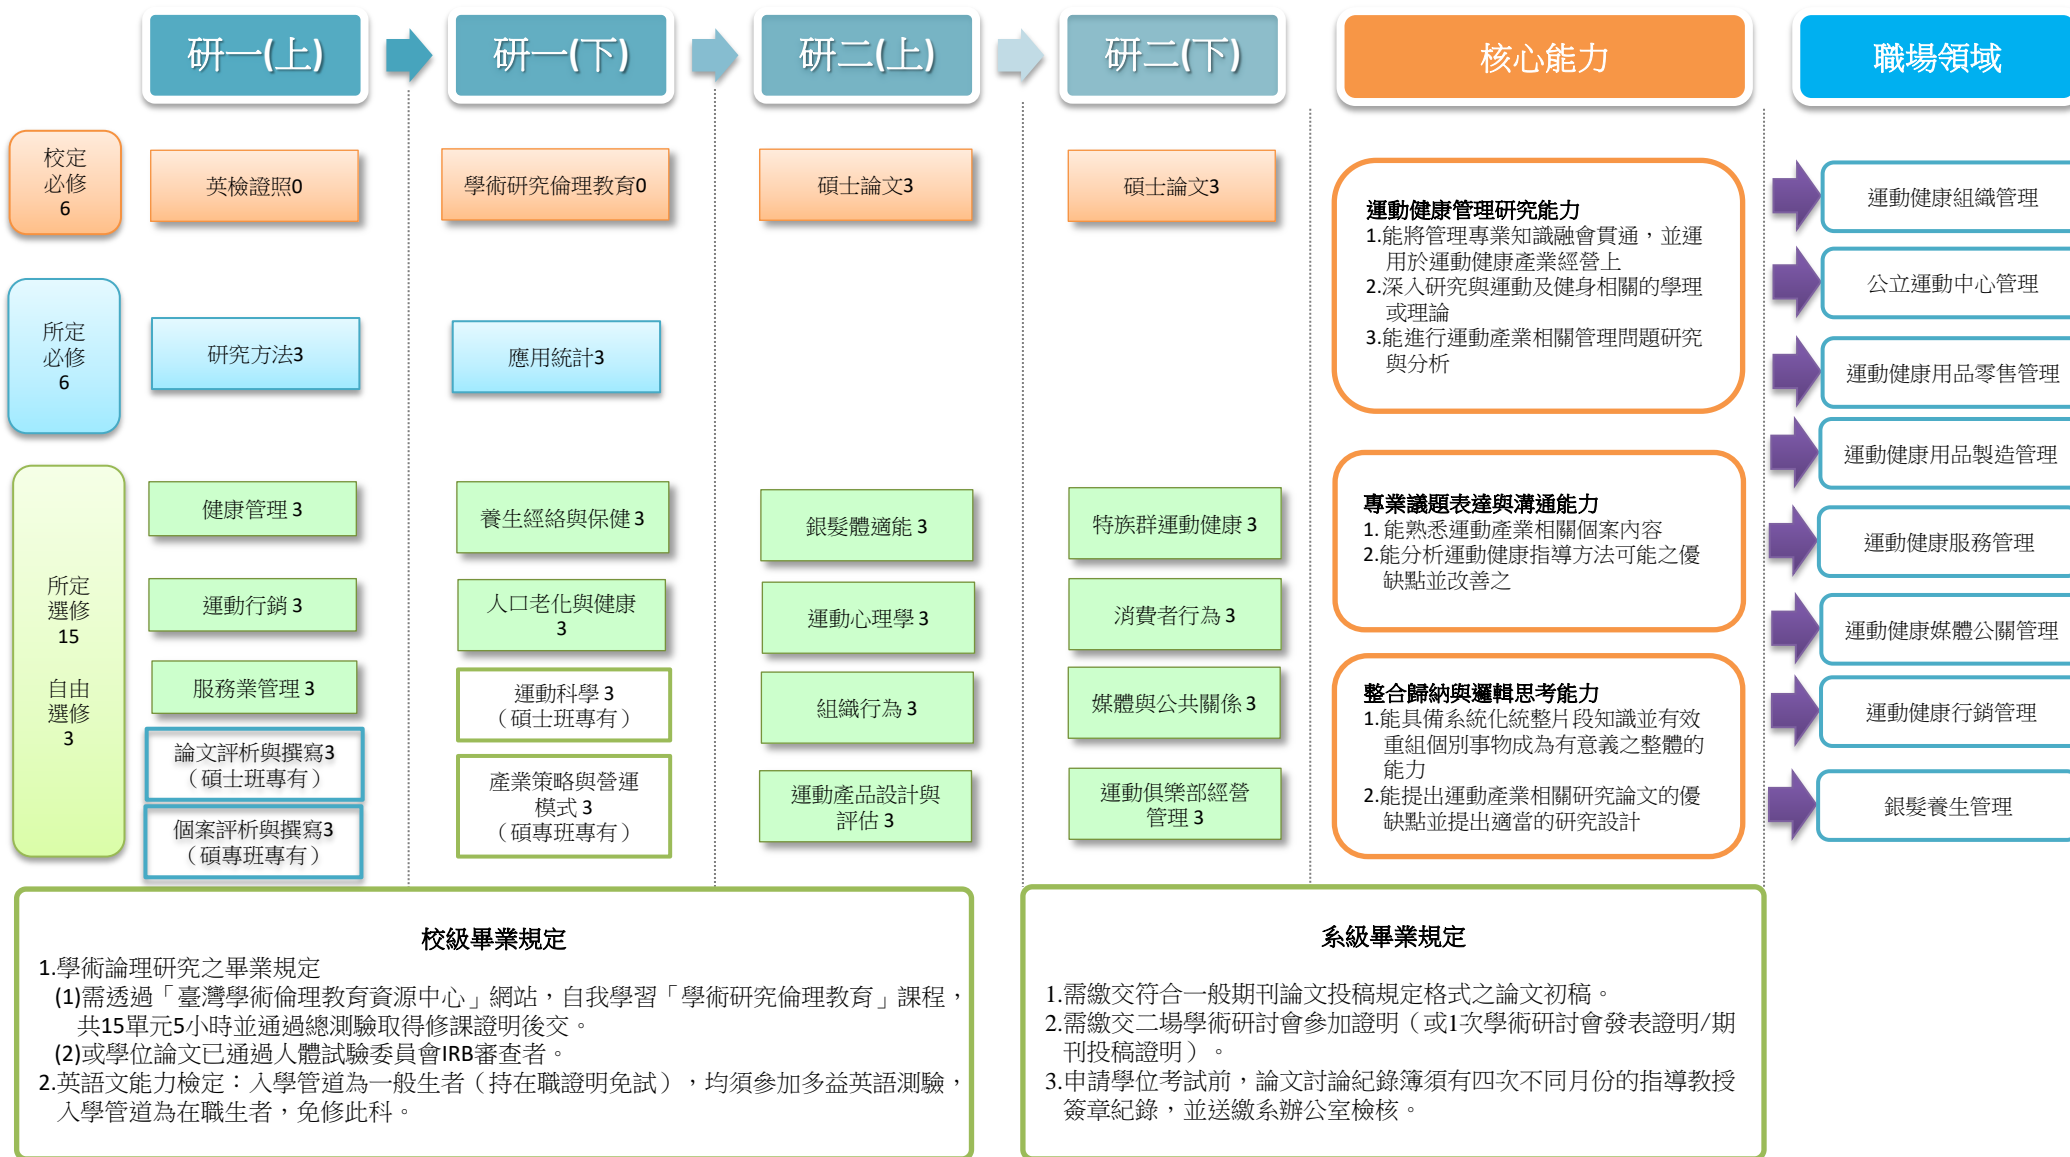 研一(上)
研一(下)
研二(上)
研二(下)
核心能力
職場領域
校定
必修
6
英檢證照0
學術研究倫理教育0
碩士論文3
碩士論文3
所定
必修
6
研究方法3
應用統計3
所定
選修
15
自由
選修
3
健康管理 3
運動行銷 3
服務業管理 3
論文評析與撰寫3
（碩士班專有）
個案評析與撰寫3
（碩專班專有）
養生經絡與保健 3
人口老化與健康
3
運動科學 3
（碩士班專有）
產業策略與營運
模式 3
（碩專班專有）
銀髮體適能 3
運動心理學 3
組織行為 3
運動產品設計與
評估 3
特族群運動健康 3
消費者行為 3
媒體與公共關係 3
運動俱樂部經營
管理 3
運動健康管理研究能力
1.能將管理專業知識融會貫通，並運
用於運動健康產業經營上
2.深入研究與運動及健身相關的學理
或理論
3.能進行運動產業相關管理問題研究
與分析
專業議題表達與溝通能力
1. 能熟悉運動產業相關個案內容
2.能分析運動健康指導方法可能之優
缺點並改善之
整合歸納與邏輯思考能力
1.能具備系統化統整片段知識並有效
重組個別事物成為有意義之整體的
能力
2.能提出運動產業相關研究論文的優
缺點並提出適當的研究設計
運動健康組織管理
公立運動中心管理
運動健康用品零售管理
運動健康用品製造管理
運動健康服務管理
運動健康媒體公關管理
運動健康行銷管理
銀髮養生管理
校級畢業規定
1.學術論理研究之畢業規定
(1)需透過「臺灣學術倫理教育資源中心」網站，自我學習「學術研究倫理教育」課程，
共15單元5小時並通過總測驗取得修課證明後交。
(2)或學位論文已通過人體試驗委員會IRB審查者。
2.英語文能力檢定：入學管道為一般生者（持在職證明免試），均須參加多益英語測驗，
入學管道為在職生者，免修此科。
系級畢業規定
1.需繳交符合一般期刊論文投稿規定格式之論文初稿。
2.需繳交二場學術研討會參加證明（或1次學術研討會發表證明/期
刊投稿證明）。
3.申請學位考試前，論文討論紀錄簿須有四次不同月份的指導教授
簽章紀錄，並送繳系辦公室檢核。